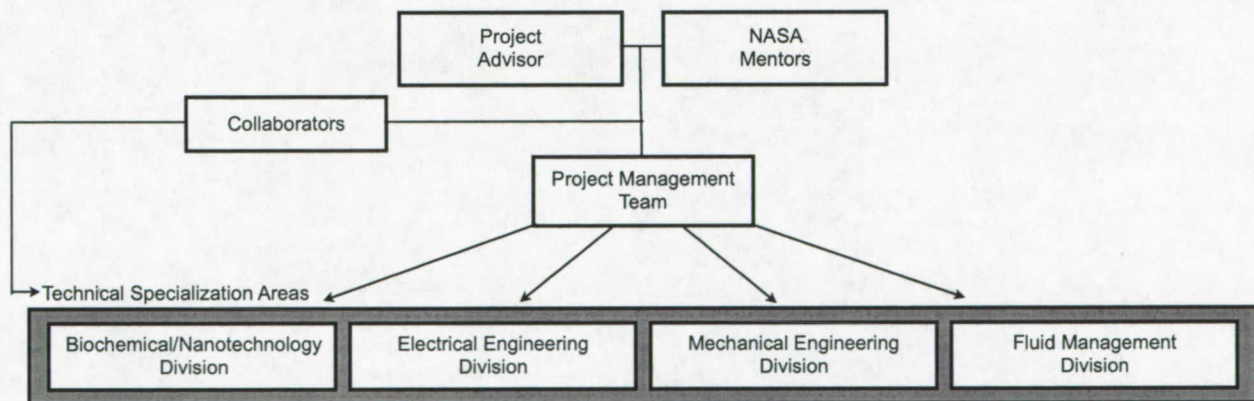 Project
Advisor
NASA
Mentors
Collaborators
Project Management
Team
Technical Specialization Areas
Biochemical/Nanotechnology
Division
Electrical Engineering
Division
Mechanical Engineering
Division
Fluid Management
Division